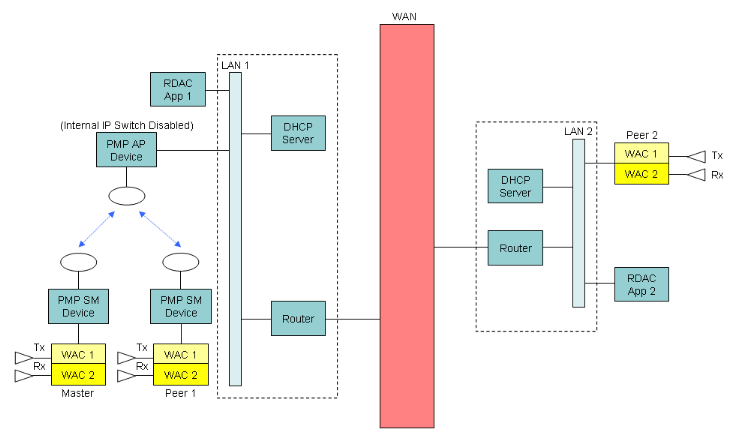 WAN
LAN 1
RDAC
App 1
(Internal IP Switch Disabled)
PMP AP
Device
DHCP
Server
PMP SM
Device
PMP SM
Device
Router
Tx
WAC 1
Rx
WAC 2
Master
Tx
WAC 1
Rx
WAC 2
Peer 1
LAN 2
Peer 2
WAC 1
Tx
WAC 2
Rx
DHCP
Server
Router
RDAC
App 2